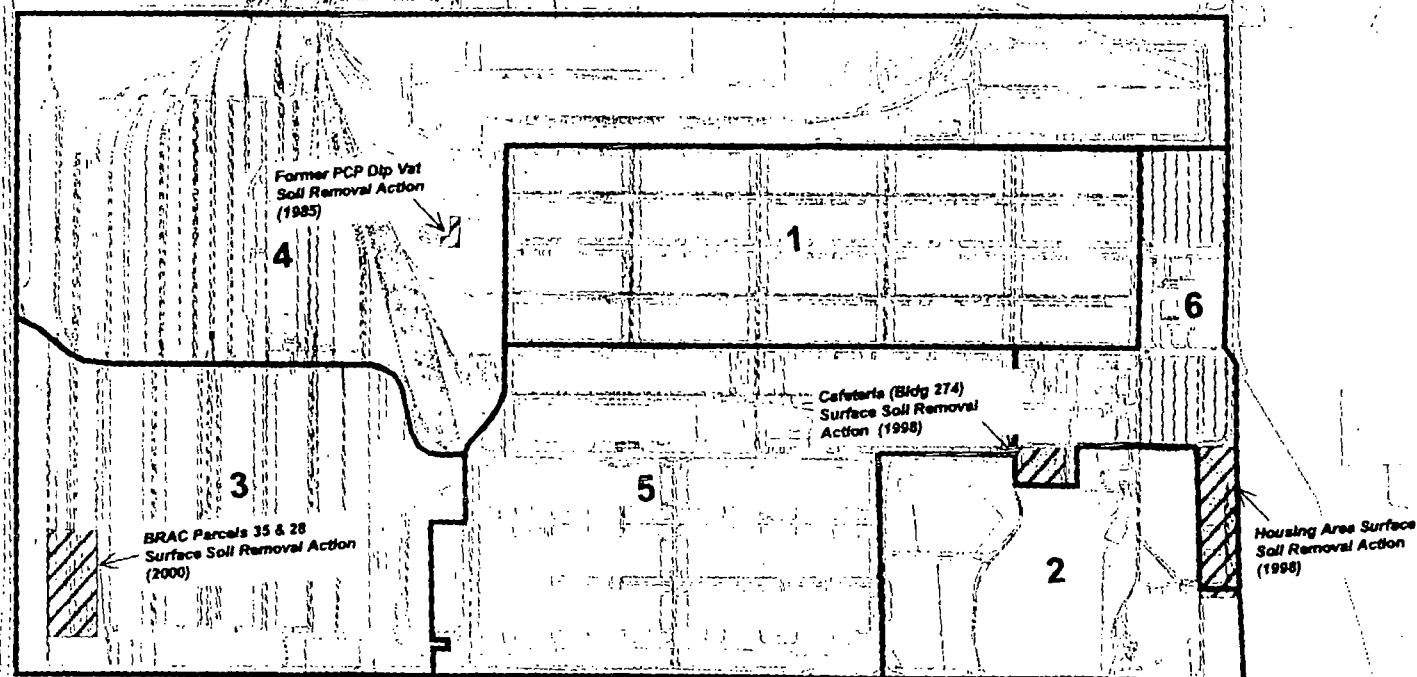 Former PCP Dip Vat
Soil Removal Action
(1985)
4
1
6
Cafeteria (Bldg 274)
Surface Soil Removal
Action (1998)
3
5
BRAC Parcels 35 & 28
Surface Soil Removal Action
(2000)
2
Housing Area Surface
Soil Removal Action
(1998)